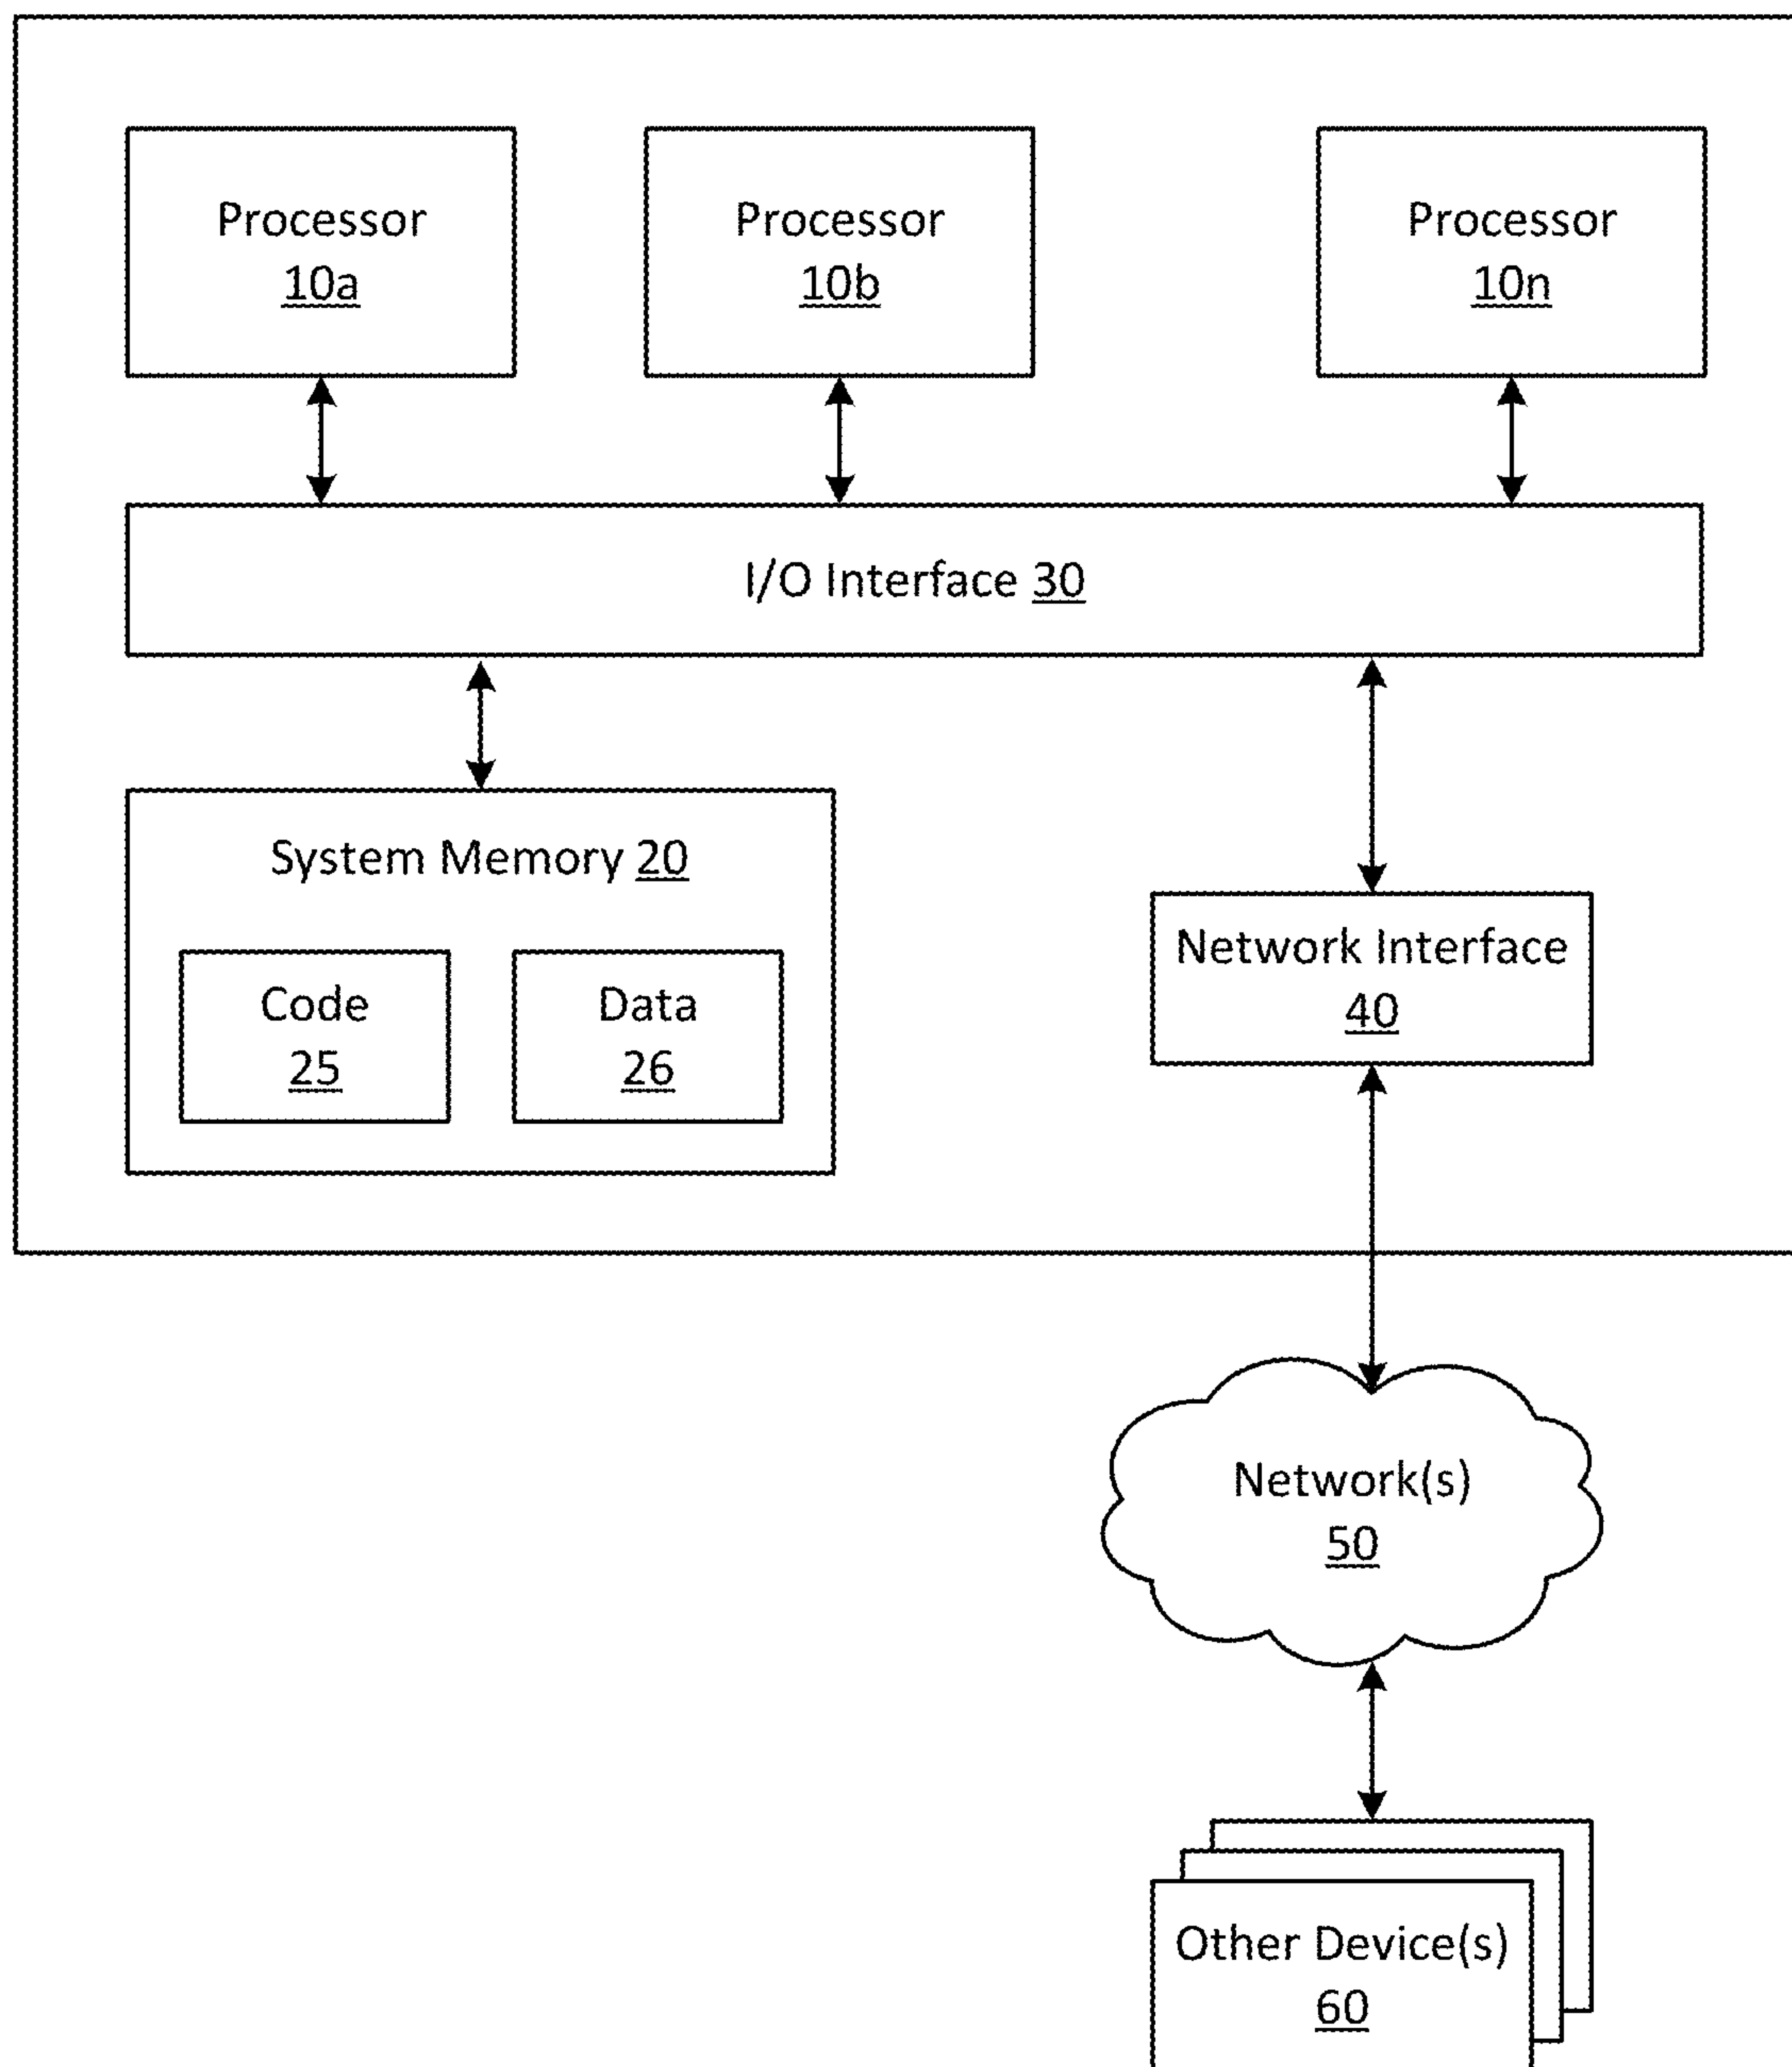 Processor
10a
Processor
10b
Processor
10n
I/O Interface 30
System Memory 20
Code
25
Data
26
Network Interface
40
Network(s)
50
Other Device(s)
60